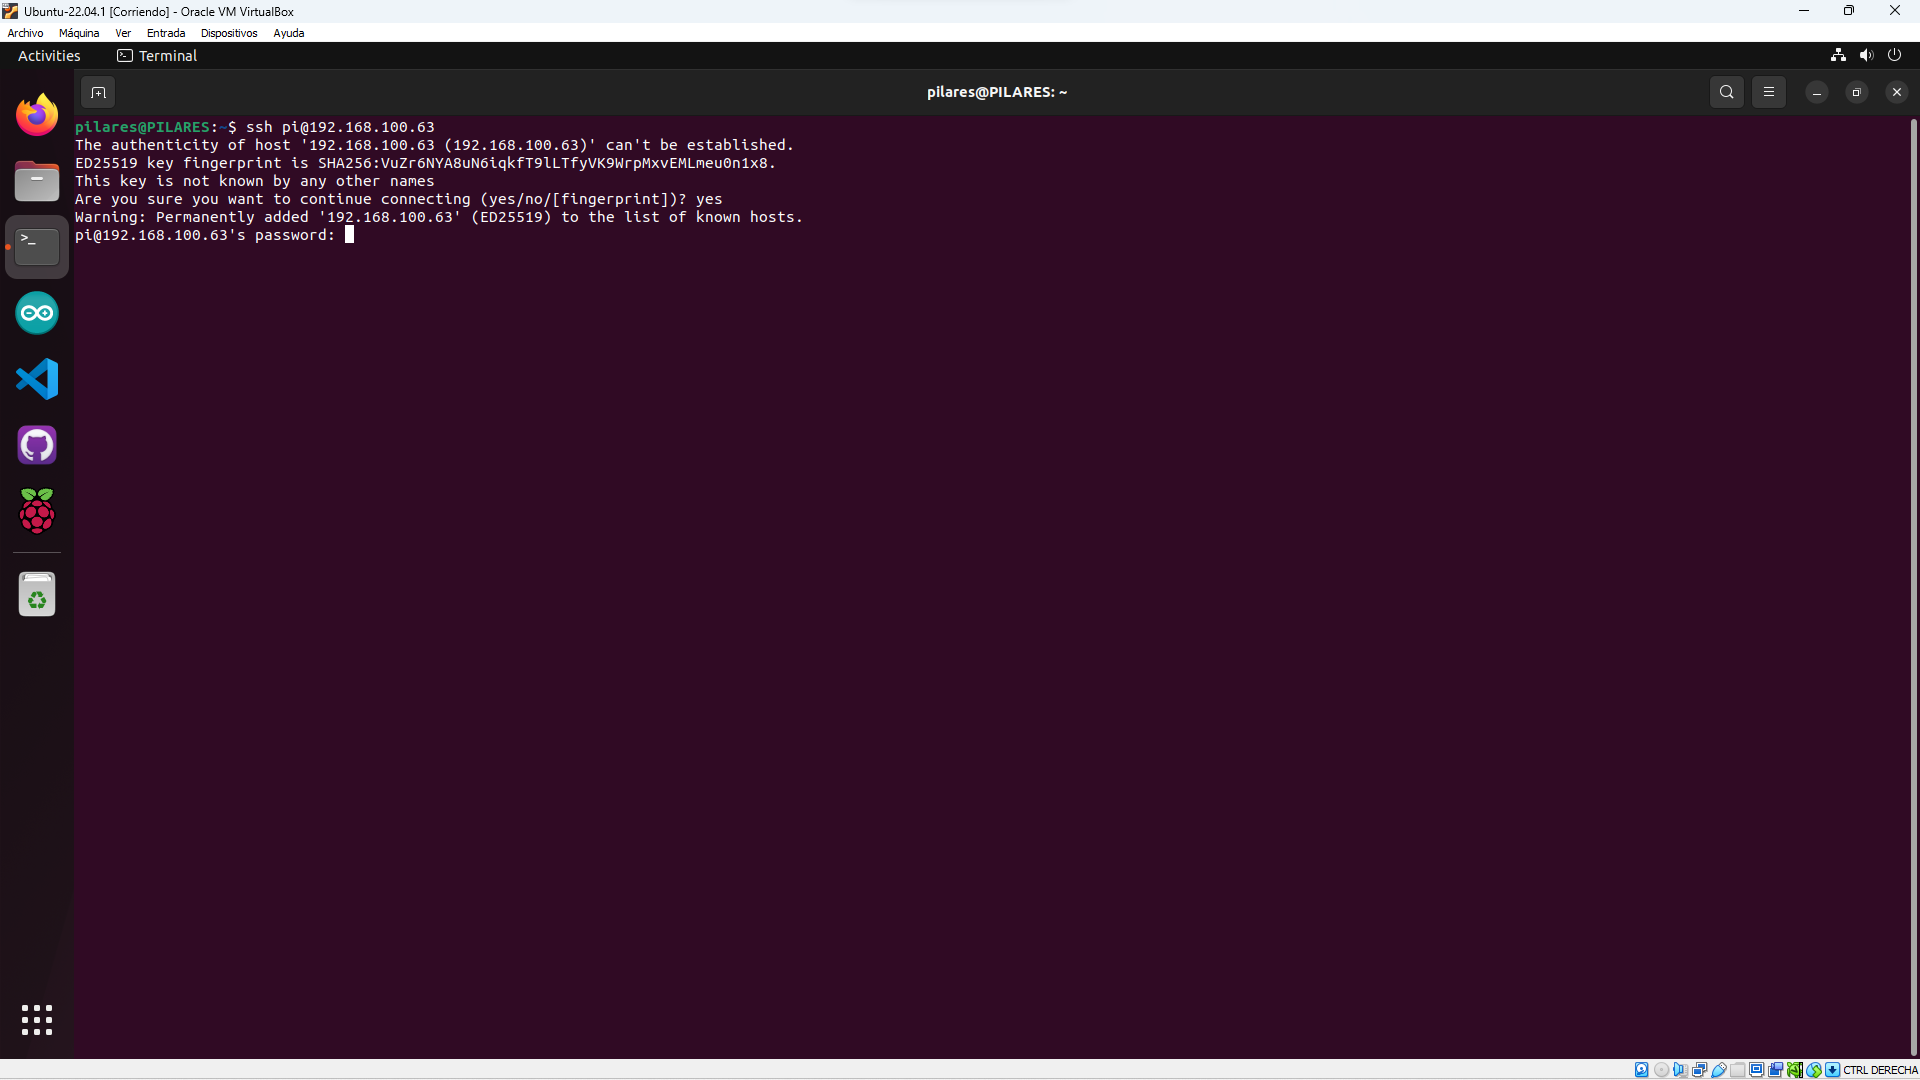 Ubuntu-22.04.1 [Corriendo] - Oracle VM VirtualBox
Archivo Máquina Ver Entrada Dispositivos Ayuda
Activities Terminal
pilares@PILARES: ~
pilares@PILARES:~$ ssh pi@192.168.100.63
The authenticity of host '192.168.100.63 (192.168.100.63)' can't be established.
ED25519 key fingerprint is SHA256:VuZr6NYA8uN6iqkfT9lLTfyVK9WrpMxvEMLmeu0n1x8.
This key is not known by any other names
Are you sure you want to continue connecting (yes/no/[fingerprint])? yes
Warning: Permanently added '192.168.100.63' (ED25519) to the list of known hosts.
pi@192.168.100.63's password:
CTRL DERECHA